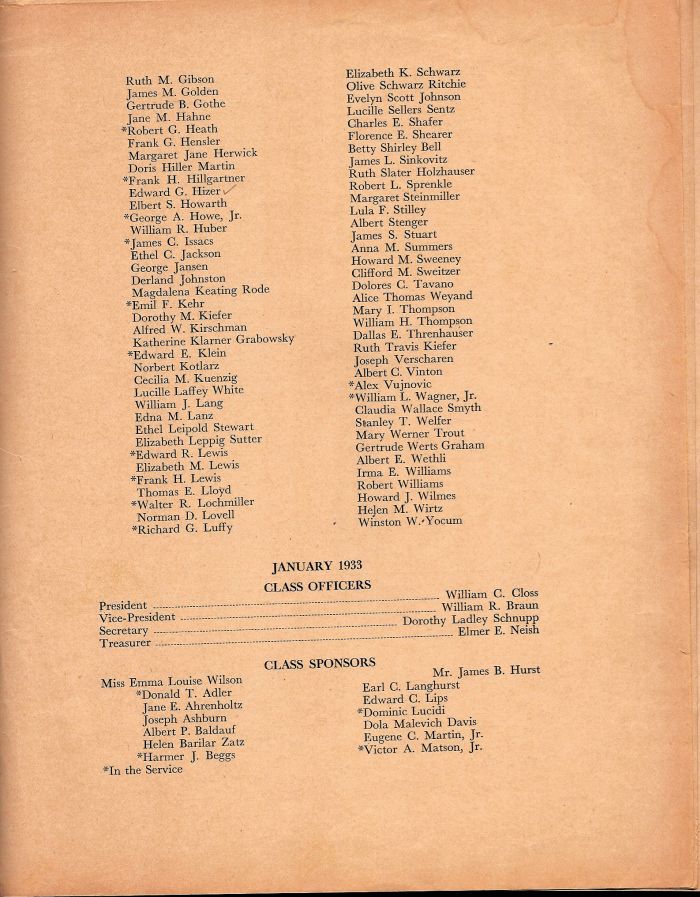 Ruth M. Gibson
James M. Golden
Gertrude B. Gothe
Jane M. Hahne
*Robert G. Heath
Frank G. Hensler
Margaret Jane Herwick
Doris Hiller Martin
*Frank H. Hillgartner
Edward G. Hizer
Elbert S. Howarth
*George A. Howe, Jr.
William R. Huber
*James C. Issacs
Ethel C. Jackson
George Jansen
Derland Johnston
Magdalena Keating Rode
*Emil F. Kehr
Dorothy M. Kiefer
Alfred W. Kirschman
Katherine Klarner Grabowsky
*Edward E. Klein
Norbert Kotlarz
Cecilia M. Kuenzig
Lucille Laffey White
William J. Lang
Edna M. Lanz
Ethel Leipold Stewart
Elizabeth Leppig Sutter
*Edward R. Lewis
Elizabeth M. Lewis
*Frank H. Lewis
Thomas E. Lloyd
*Walter R. Lochmiller
Norman D. Lovell
*Richard G. Luffy
Elizabeth K. Schwarz
Olive Schwarz Ritchie
Evelyn Scott Johnson
Lucille Sellers Sentz
Charles E. Shafer
Florence E. Shearer
Betty Shirley Bell
James L. Sinkovitz
Ruth Slater Holzhauser
Robert L. Sprenkle
Margaret Steinmiller
Lula F. Stilley
Albert Stenger
James S. Stuart
Anna M. Summers
Howard M. Sweeney
Clifford M. Sweitzer
Dolores C. Tavano
Alice Thomas Weyand
Mary I. Thompson
William H. Thompson
Dallas E. Threnhauser
Ruth Travis Kiefer
Joseph Verscharen
Albert C. Vinton
*Alex Vujnovic
*William L. Wagner, Jr.
Claudia Wallace Smyth
Stanley T. Welfer
Mary Werner Trout
Gertrude Werts Graham
Albert E. Wethli
Irma E. Williams
Robert Williams
Howard J. Wilmes
Helen M. Wirtz
Winston W. Yocum
JANUARY 1933
CLASS OFFICERS
President William C. Closs
Vice-President William R. Braun
Secretary Dorothy Ladley Schnupp
Treasurer Elmer E. Neish
CLASS SPONSORS
Miss Emma Louise Wilson
Mr. James B. Hurst
*Donald T. Adler
Jane E. Ahrenholtz
Joseph Ashburn
Albert P. Baldauf
Helen Barilar Zatz
*Harmer J. Beggs
Earl C. Langhurst
Edward C. Lips
*Dominic Lucidi
Dola Malevich Davis
Eugene C. Martin, Jr.
*Victor A. Matson, Jr.
*In the Service